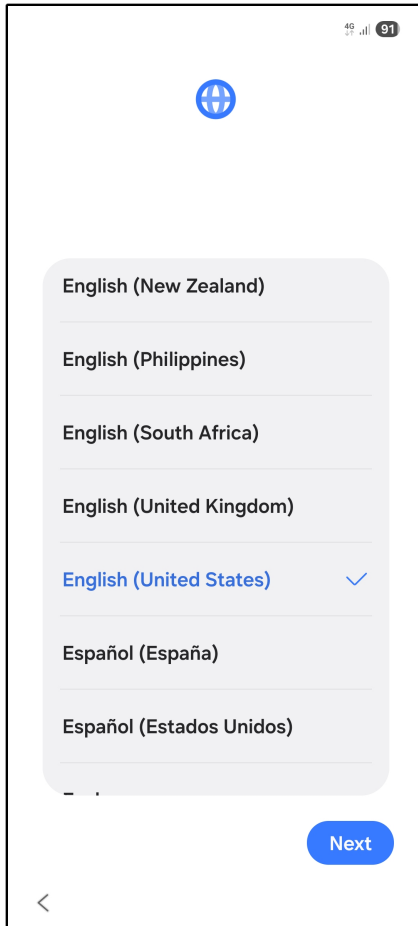 4G 91
English (New Zealand)
English (Philippines)
English (South Africa)
English (United Kingdom)
English (United States)
Español (España)
Español (Estados Unidos)
Next